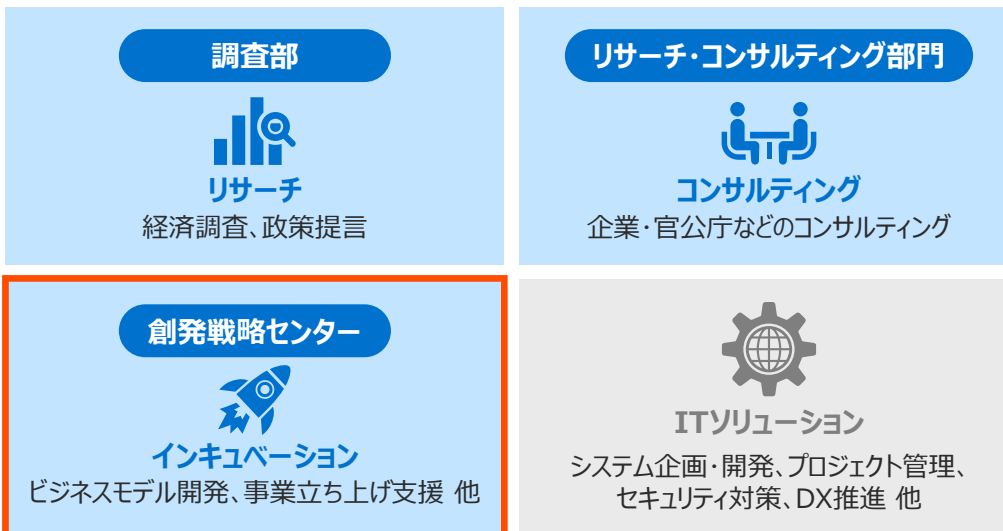 調査部
リサーチ
経済調査、政策提言
リサーチ・コンサルティング部門
コンサルティング
企業・官公庁などのコンサルティング
創発戦略センター
インキュベーション
ビジネスモデル開発、事業立ち上げ支援 他
ITソリューション
システム企画・開発、プロジェクト管理、
セキュリティ対策、DX推進 他